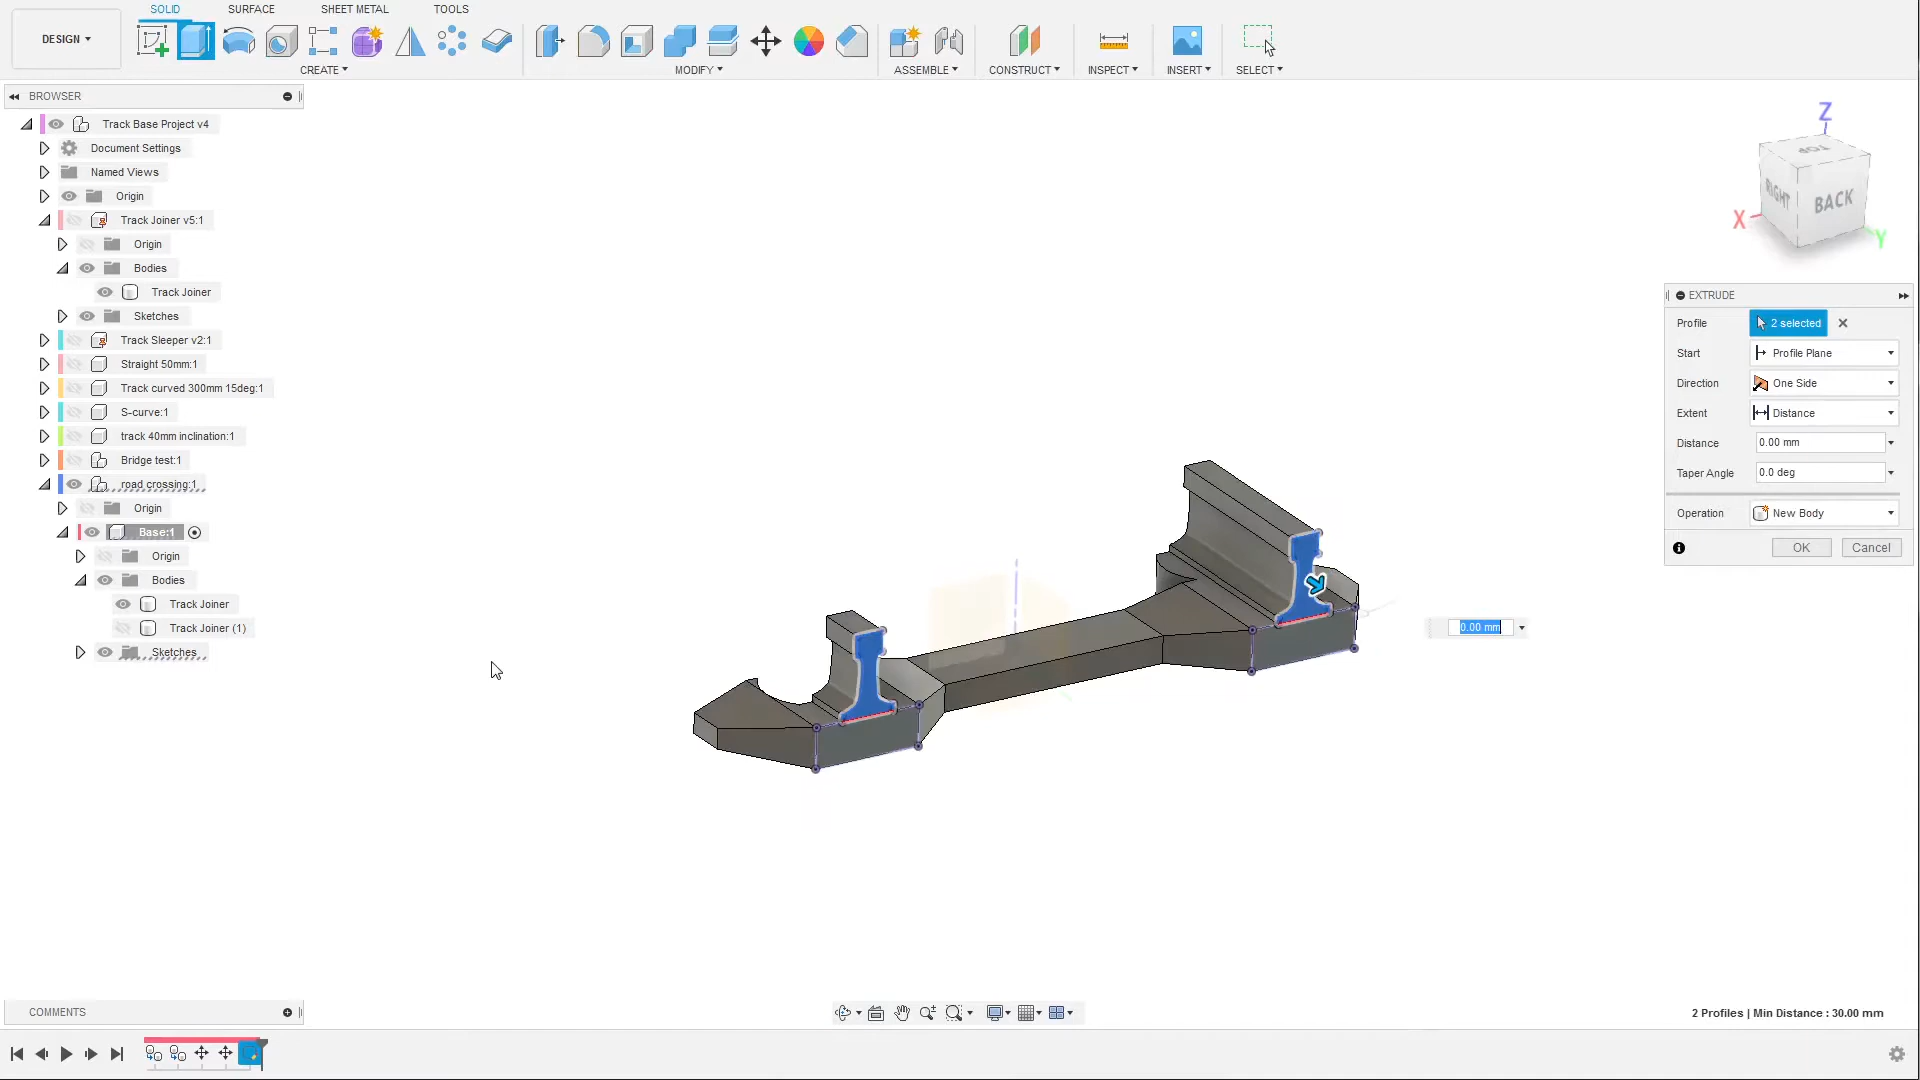 SOLID SURFACE SHEET METAL TOOLS
DESIGN
CREATE MODIFY ASSEMBLE CONSTRUCT INSPECT INSERT SELECT
BROWSER
Track Base Project v4
Document Settings
Named Views
Origin
Track Joiner v5:1
Origin
Bodies
Track Joiner
Sketches
Track Sleeper v2:1
Straight 50mm:1
Track curved 300mm 15deg:1
S-curve:1
track 40mm inclination:1
Bridge test:1
road crossing:1
Origin
Base:1
Origin
Bodies
Track Joiner
Track Joiner (1)
Sketches
Z
TOP
RIGHT
BACK
X
Y
EXTRUDE
Profile 2 selected
Start Profile Plane
Direction One Side
Extent Distance
Distance 0.00 mm
Taper Angle 0.0 deg
Operation New Body
OK Cancel
0.00 mm
COMMENTS
2 Profiles | Min Distance : 30.00 mm